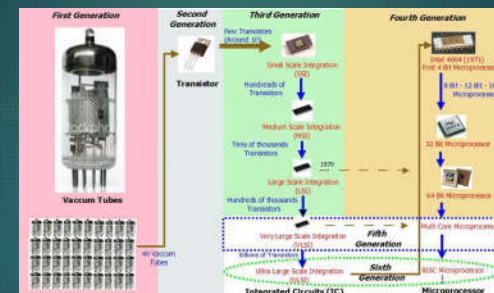 First Generation
Second
Generation
Third Generation
Fourth Generation
Few Transistors
(Around 10)
Transistor
Small Scale Integration
(SSI)
Hundreds of
Transistors
Medium Scale Integration
(MSI)
Tens of thousands
Transistors
1970
Large Scale Integration
(LSI)
Hundreds of thousands
Transistors
Very Large Scale Integration
(VLSI)
Billions of Transistors
Ultra Large Scale Integration
Integrated Circuits (IC)
Vaccum Tubes
40 Vaccum
Tubes
Intel 4004 (1971)
First 4 Bit Microprocessor
8 Bit - 12 Bit -
Microprocessor
32 Bit Microprocessor
64 Bit Microprocessor
Fifth
Generation
Multi Core Microprocessor
Sixth
Generation
RISC Microprocessor
Microprocessor